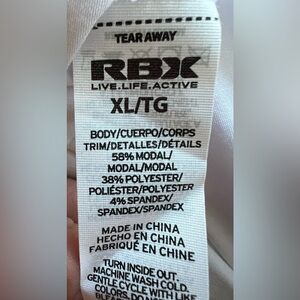 TEAR AWAY
RBX
LIVE.LIFE.ACTIVE
XL/TG
BODY/CUERPO/CORPS
TRIM/DETALLES/DÉTAILS
58% MODAL/
MODAL/MODAL
38% POLYESTER/
POLIÉSTER/POLYESTER
4% SPANDEX/
SPANDEX/SPANDEX
MADE IN CHINA
HECHO EN CHINA
FABRIQUÉ EN CHINE
TURN INSIDE OUT.
MACHINE WASH COLD.
GENTLE CYCLE WITH LIKE
COLORS. DO